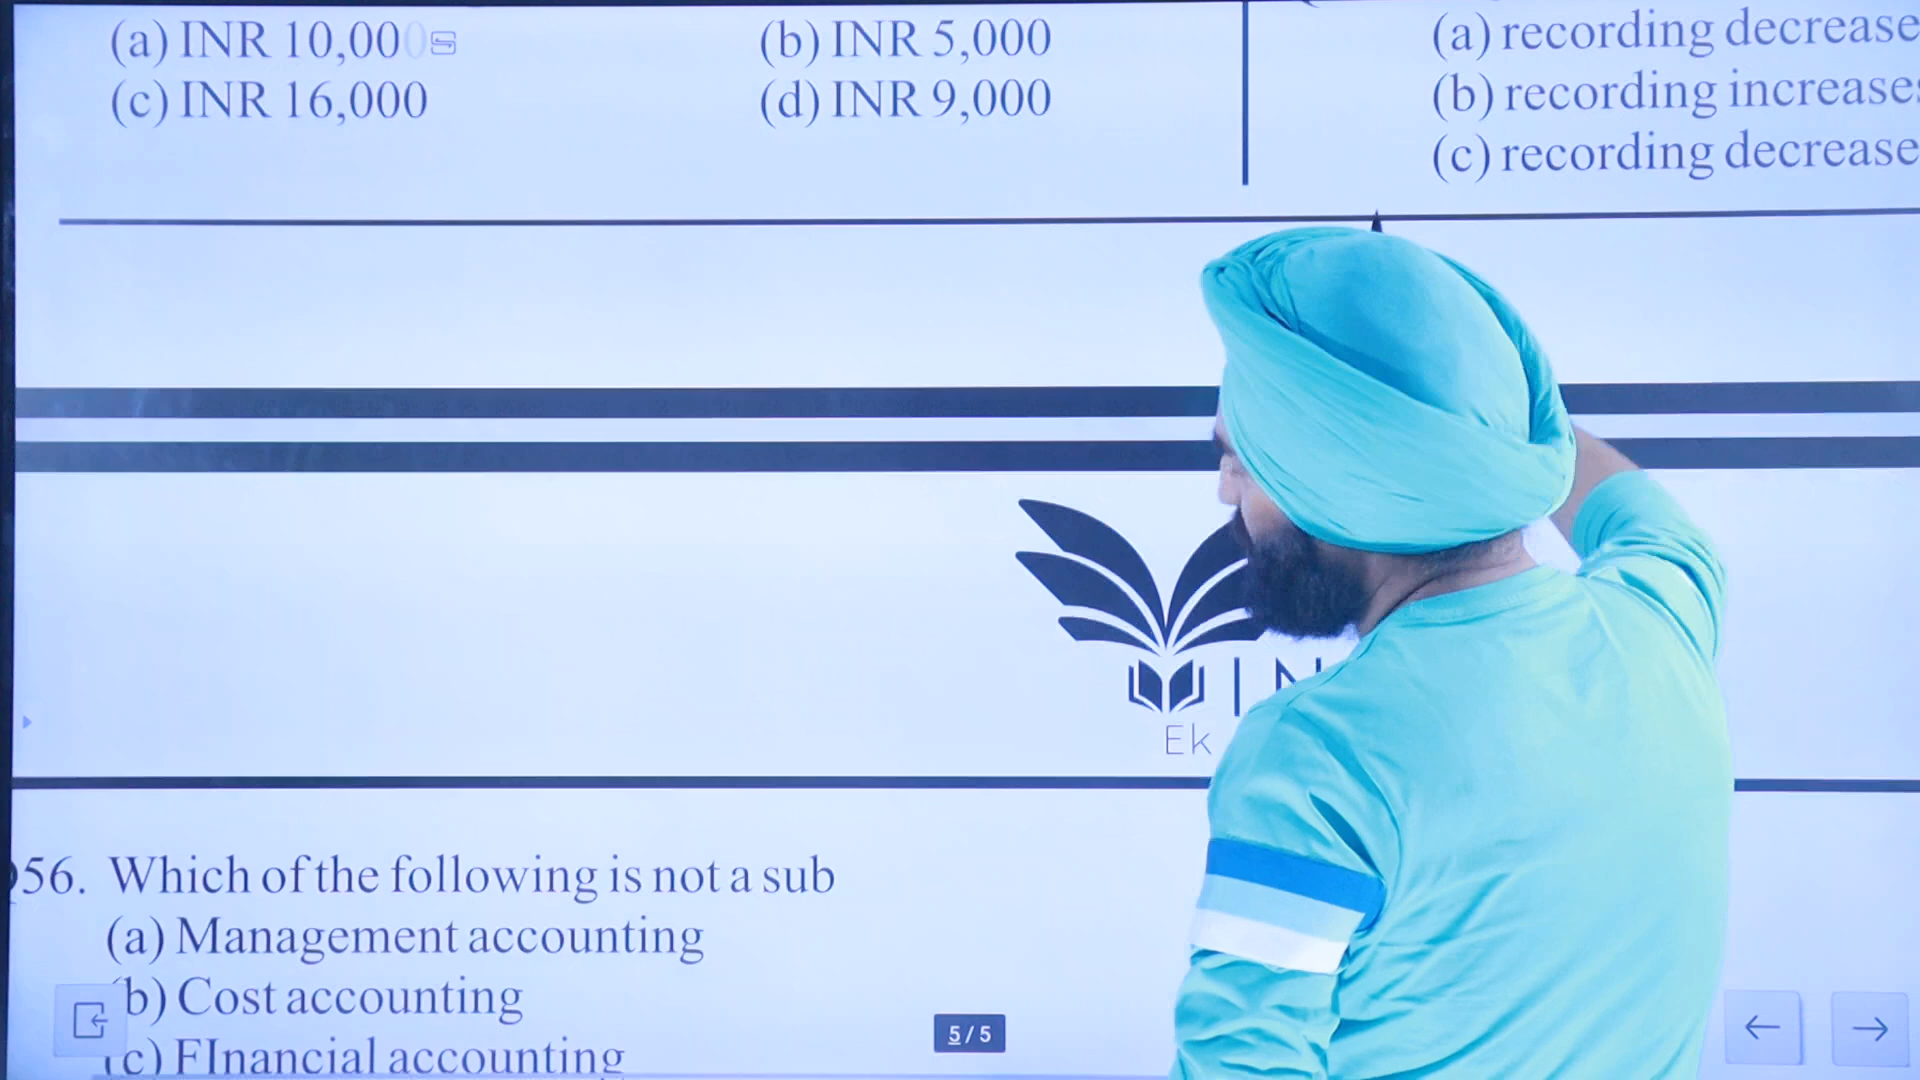 (a) INR 10,000
(b) INR 5,000
(c) INR 16,000
(d) INR 9,000
(a) recording decrease
(b) recording increase
(c) recording decrease
Ek
56. Which of the following is not a sub
(a) Management accounting
(b) Cost accounting
(c) FInancial accounting
5 / 5